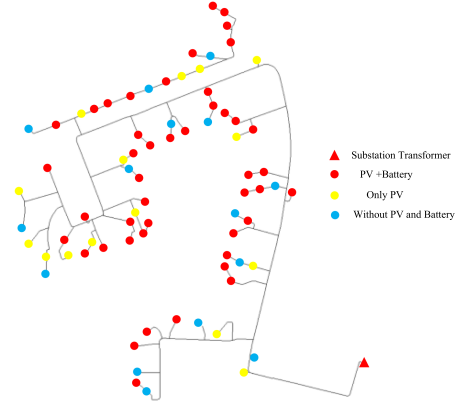 Substation Transformer
PV +Battery
Only PV
Without PV and Battery